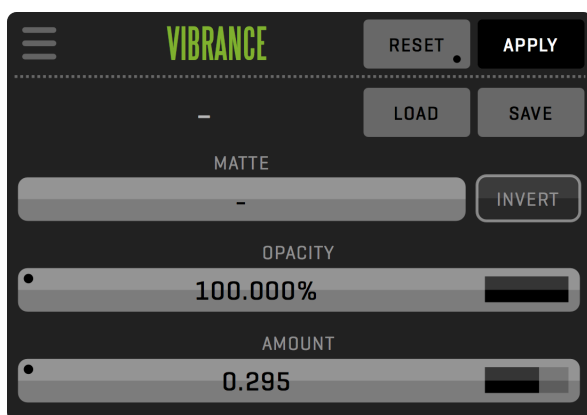 VIBRANCE RESET APPLY
- LOAD SAVE
MATTE
- INVERT
OPACITY
100.000%
AMOUNT
0.295